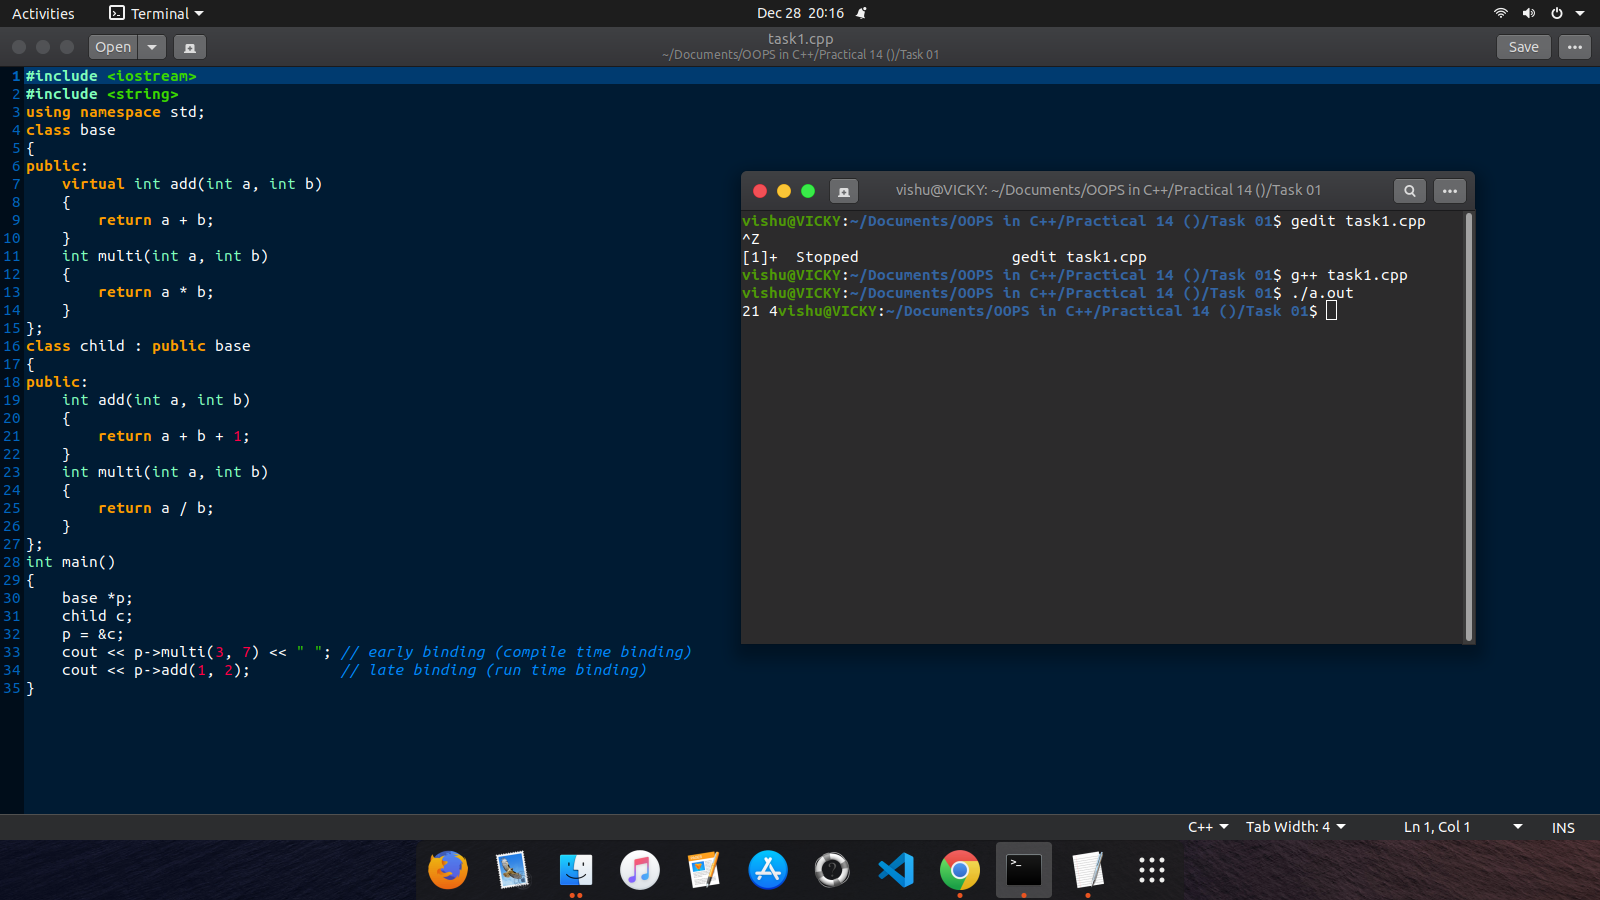 Activities
Terminal
Dec 28 20:16
Open
task1.cpp
~/Documents/OOPS in C++/Practical 14 ()/Task 01
Save
1 #include <iostream>
2 #include <string>
3 using namespace std;
4 class base
5 {
6 public:
7     virtual int add(int a, int b)
8     {
9         return a + b;
10     }
11     int multi(int a, int b)
12     {
13         return a * b;
14     }
15 };
16 class child : public base
17 {
18 public:
19     int add(int a, int b)
20     {
21         return a + b + 1;
22     }
23     int multi(int a, int b)
24     {
25         return a / b;
26     }
27 };
28 int main()
29 {
30     base *p;
31     child c;
32     p = &c;
33     cout << p->multi(3, 7) << " "; // early binding (compile time binding)
34     cout << p->add(1, 2);          // late binding (run time binding)
35 }
vishu@VICKY: ~/Documents/OOPS in C++/Practical 14 ()/Task 01
vishu@VICKY:~/Documents/OOPS in C++/Practical 14 ()/Task 01$ gedit task1.cpp
^Z
[1]+  Stopped                 gedit task1.cpp
vishu@VICKY:~/Documents/OOPS in C++/Practical 14 ()/Task 01$ g++ task1.cpp
vishu@VICKY:~/Documents/OOPS in C++/Practical 14 ()/Task 01$ ./a.out
21 4vishu@VICKY:~/Documents/OOPS in C++/Practical 14 ()/Task 01$
C++
Tab Width: 4
Ln 1, Col 1
INS